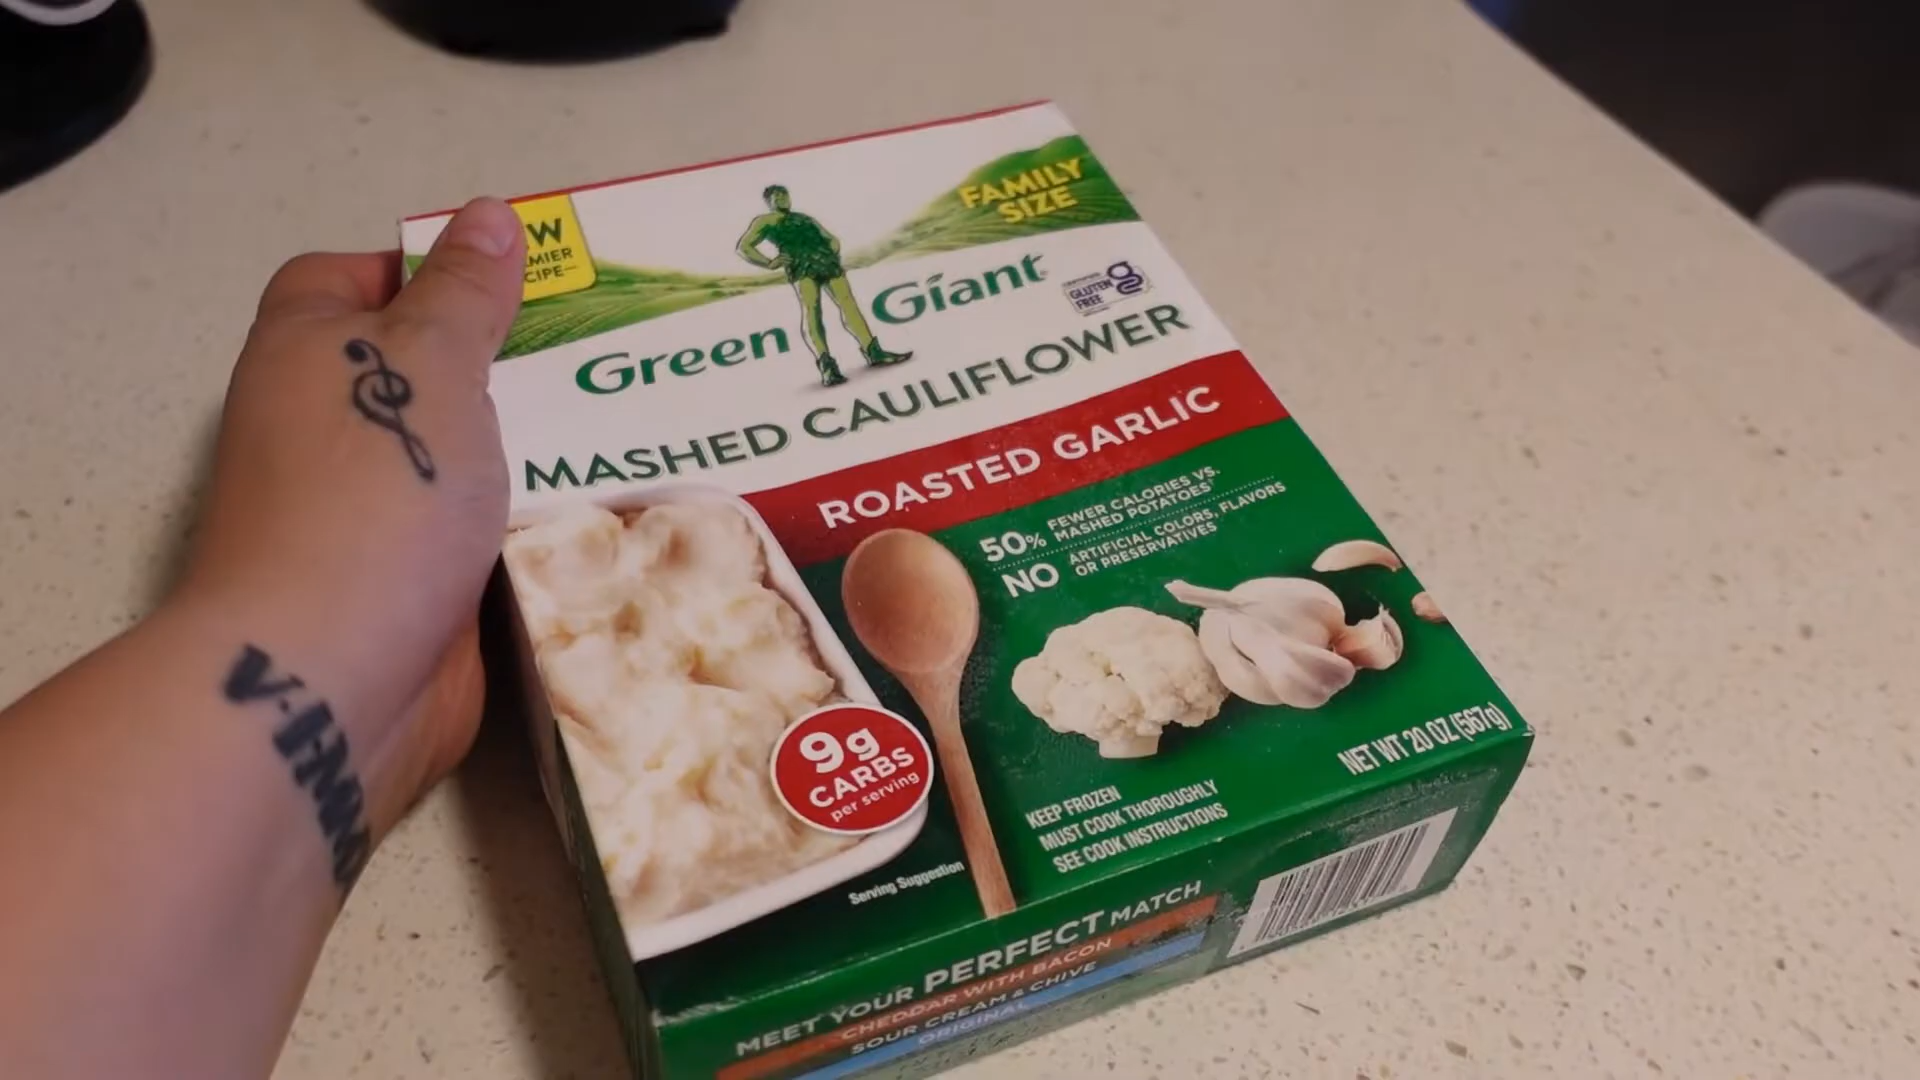 FAMILY
SIZE
Green Giant
GLUTEN
FREE
MASHED CAULIFLOWER
ROASTED GARLIC
50% FEWER CALORIES VS.
MASHED POTATOES
NO ARTIFICIAL COLORS, FLAVORS
OR PRESERVATIVES
9g
CARBS
per serving
NET WT 20 OZ (567g)
KEEP FROZEN
MUST COOK THOROUGHLY
SEE COOK INSTRUCTIONS
Serving Suggestion
MEET YOUR PERFECT MATCH
CHEDDAR WITH BACON
SOUR CREAM & CHIVE
ORIGINAL